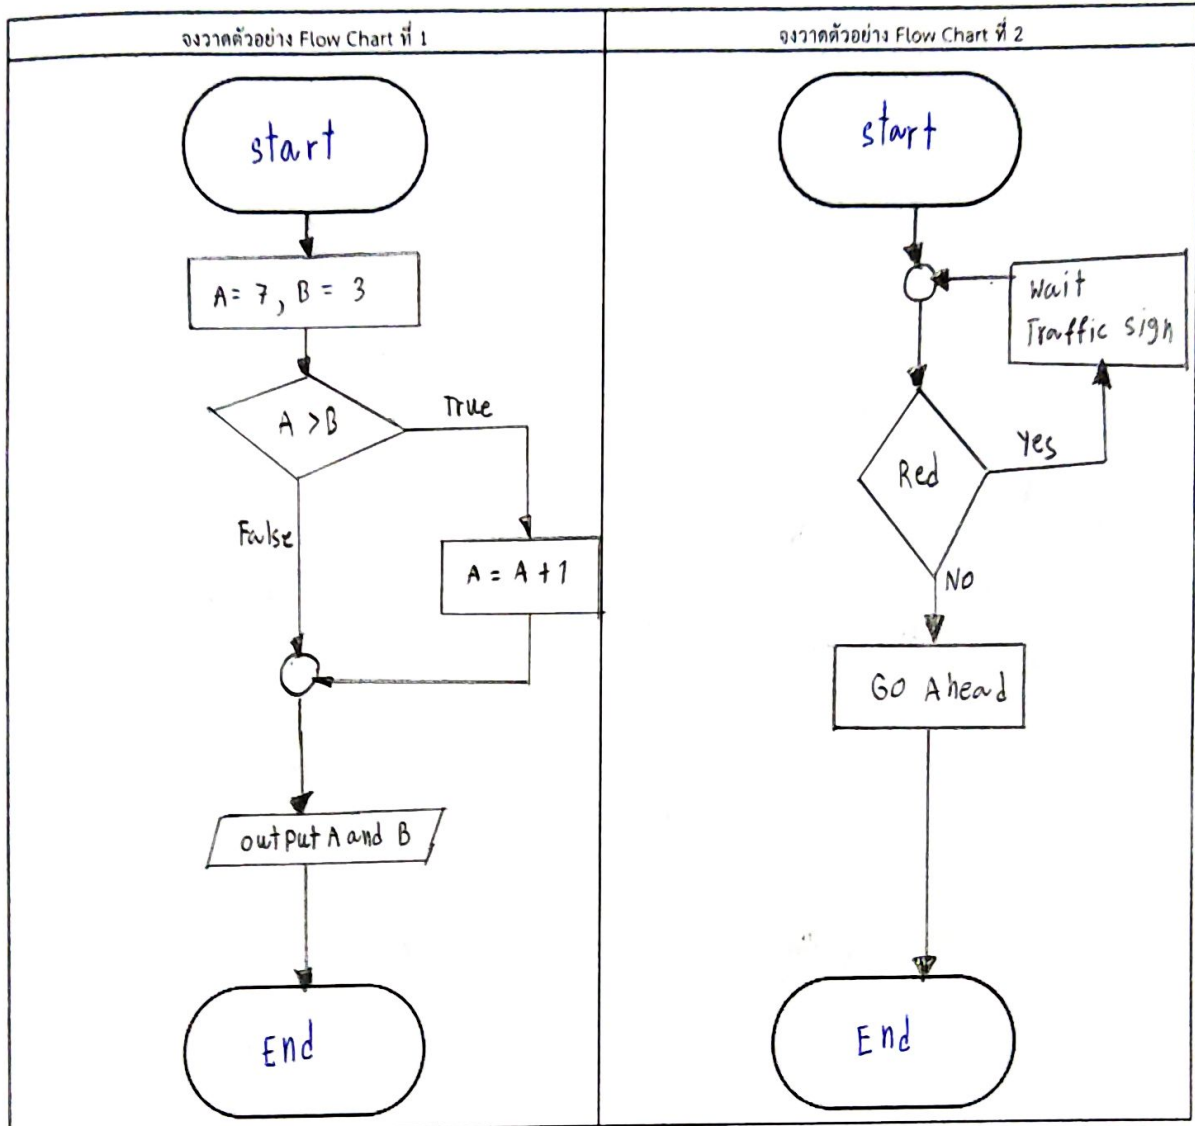 จงวาดตัวอย่าง Flow Chart ที่ 1
start
A = 7, B = 3
A > B
True
False
A = A + 1
output A and B
End
จงวาดตัวอย่าง Flow Chart ที่ 2
start
Wait
Traffic sign
Red
Yes
NO
GO Ahead
End